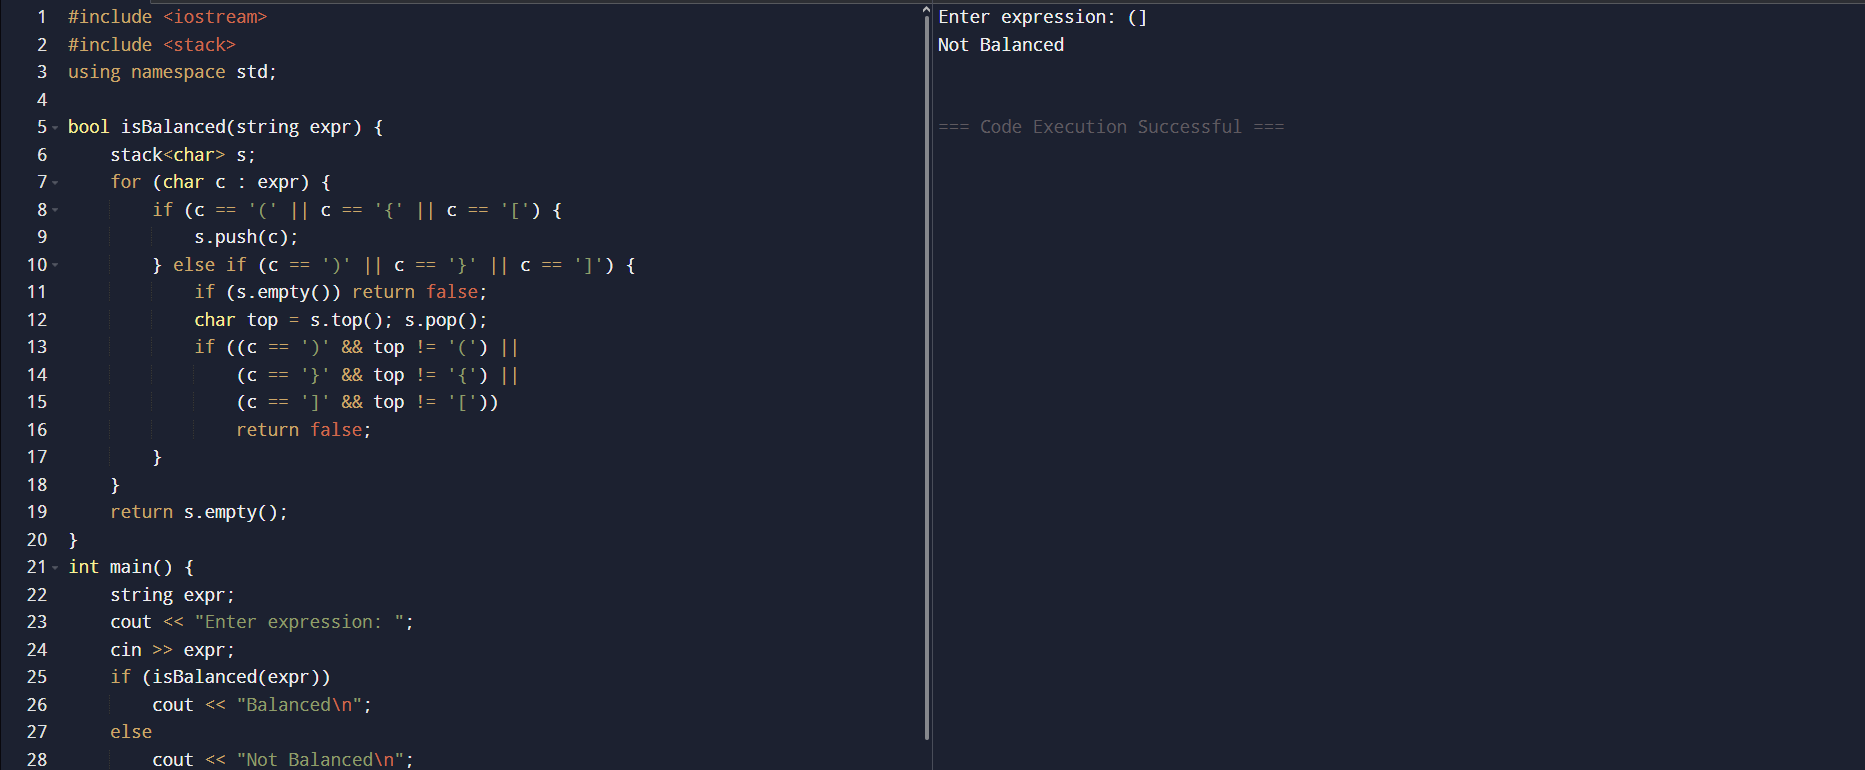 1 #include <iostream>
2 #include <stack>
3 using namespace std;
4
5 bool isBalanced(string expr) {
6     stack<char> s;
7     for (char c : expr) {
8         if (c == '(' || c == '{' || c == '[') {
9             s.push(c);
10         } else if (c == ')' || c == '}' || c == ']') {
11             if (s.empty()) return false;
12             char top = s.top(); s.pop();
13             if ((c == ')' && top != '(') ||
14                 (c == '}' && top != '{') ||
15                 (c == ']' && top != '['))
16                 return false;
17         }
18     }
19     return s.empty();
20 }
21 int main() {
22     string expr;
23     cout << "Enter expression: ";
24     cin >> expr;
25     if (isBalanced(expr))
26         cout << "Balanced\n";
27     else
28         cout << "Not Balanced\n";
Enter expression: (]
Not Balanced
=== Code Execution Successful ===